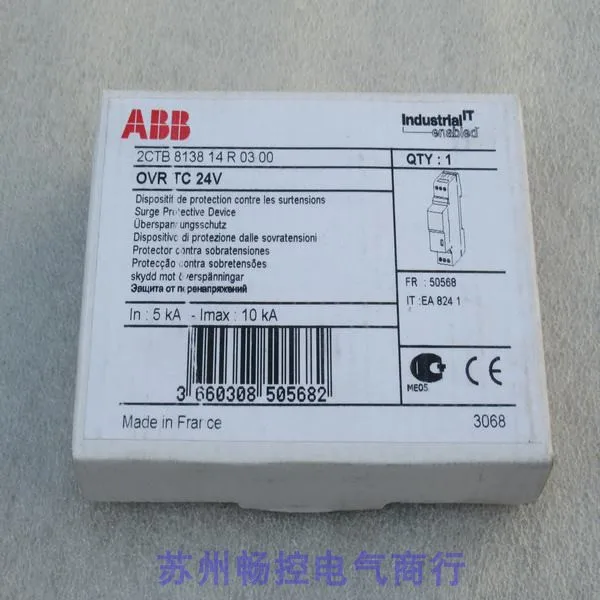 ABB
Industrial IT
enabled
2CTB 8138 14 R 03 00
QTY : 1
OVR TC 24V
Dispositif de protection contre les surtensions
Surge Protective Device
Überspannungsschutz
Dispositivo di protezione dalle sovratensioni
Protector contra sobratensiones
Protecção contra sobretensões
skydd mot överspänningar
Защита от перенапряжений
FR : 50568
IT : EA 824 1
In : 5 kA - Imax : 10 kA
3 660308 505682
ME05
CE
Made in France
3068
苏州畅控电气商行